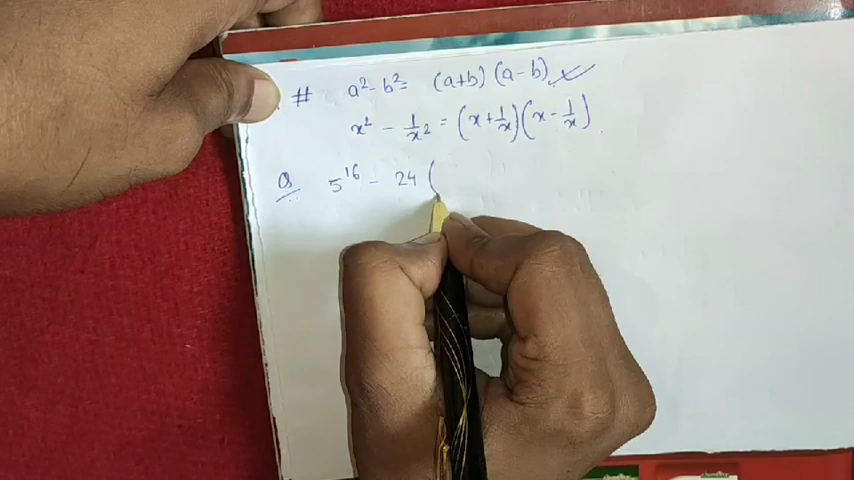 # a² - b² = (a+b) (a-b) ✓
x² - 1/x² = (x + 1/x) (x - 1/x).
Q 5¹⁶ - 24 (